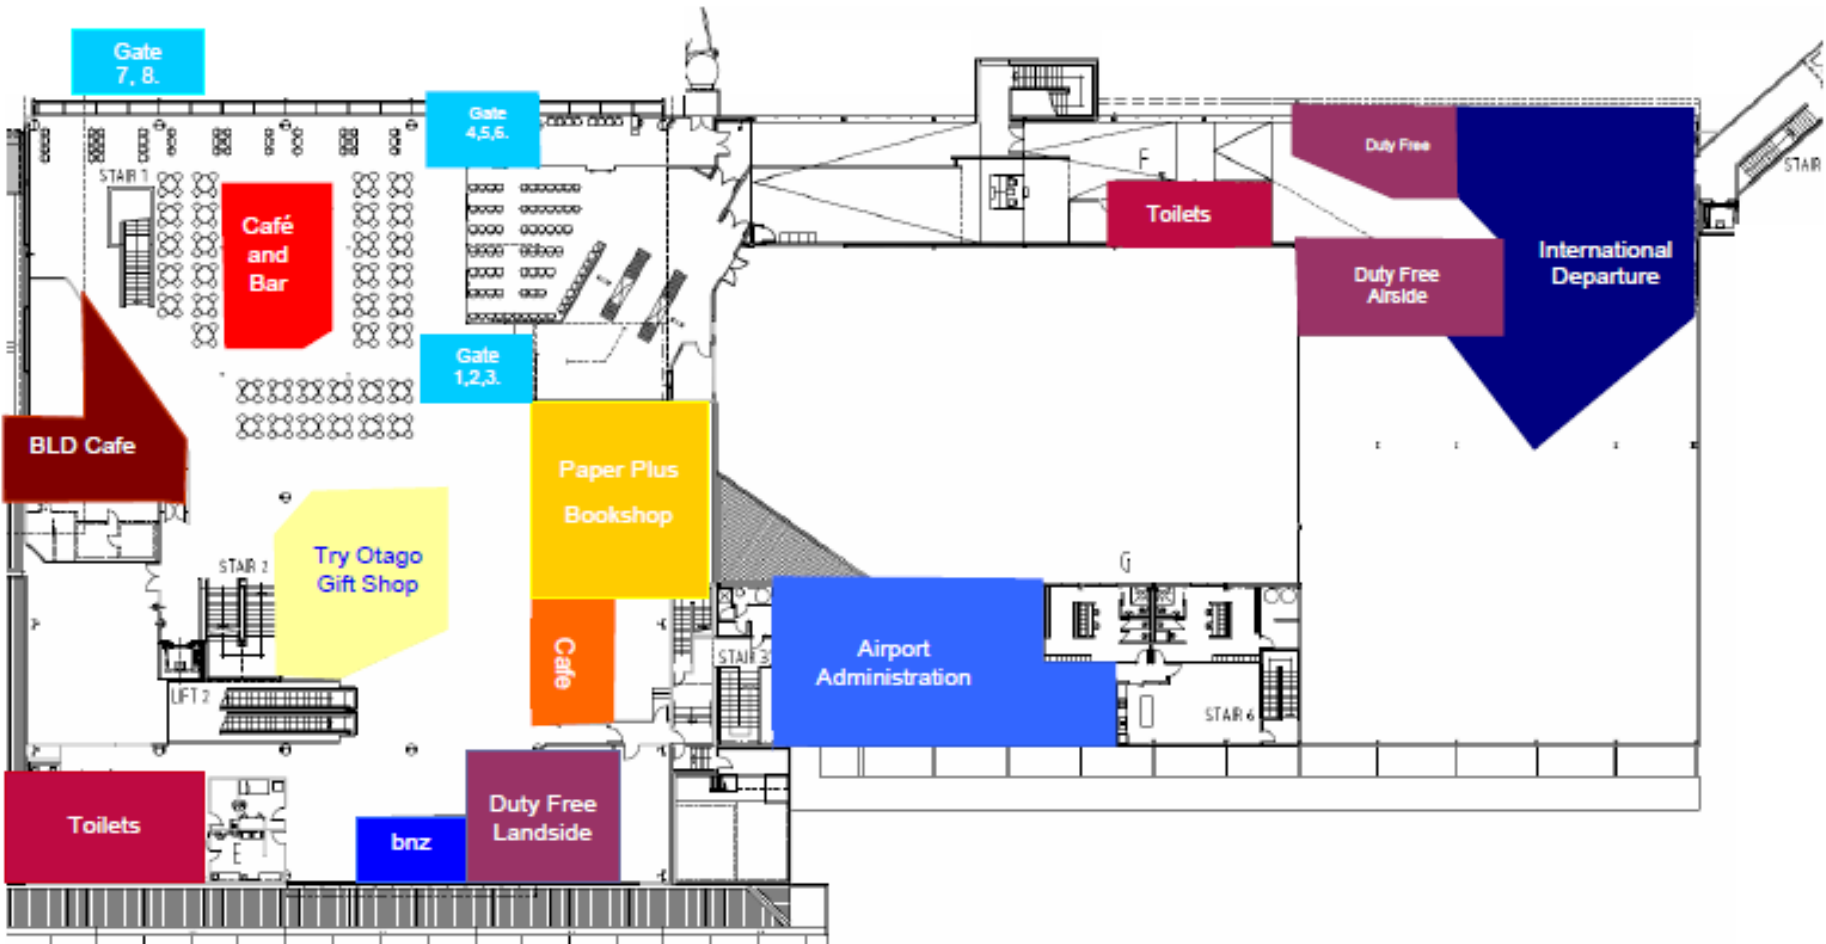 Gate
7, 8.
Gate
4,5,6.
STAIR 1
Café
and
Bar
Toilets
F
Duty Free
International
Departure
STAIR
Duty Free
Airside
Gate
1,2,3.
BLD Cafe
Paper Plus
Bookshop
Try Otago
Gift Shop
STAIR 2
Cafe
LIFT 2
STAIR 3
Airport
Administration
G
STAIR 6
Toilets
E
bnz
Duty Free
Landside